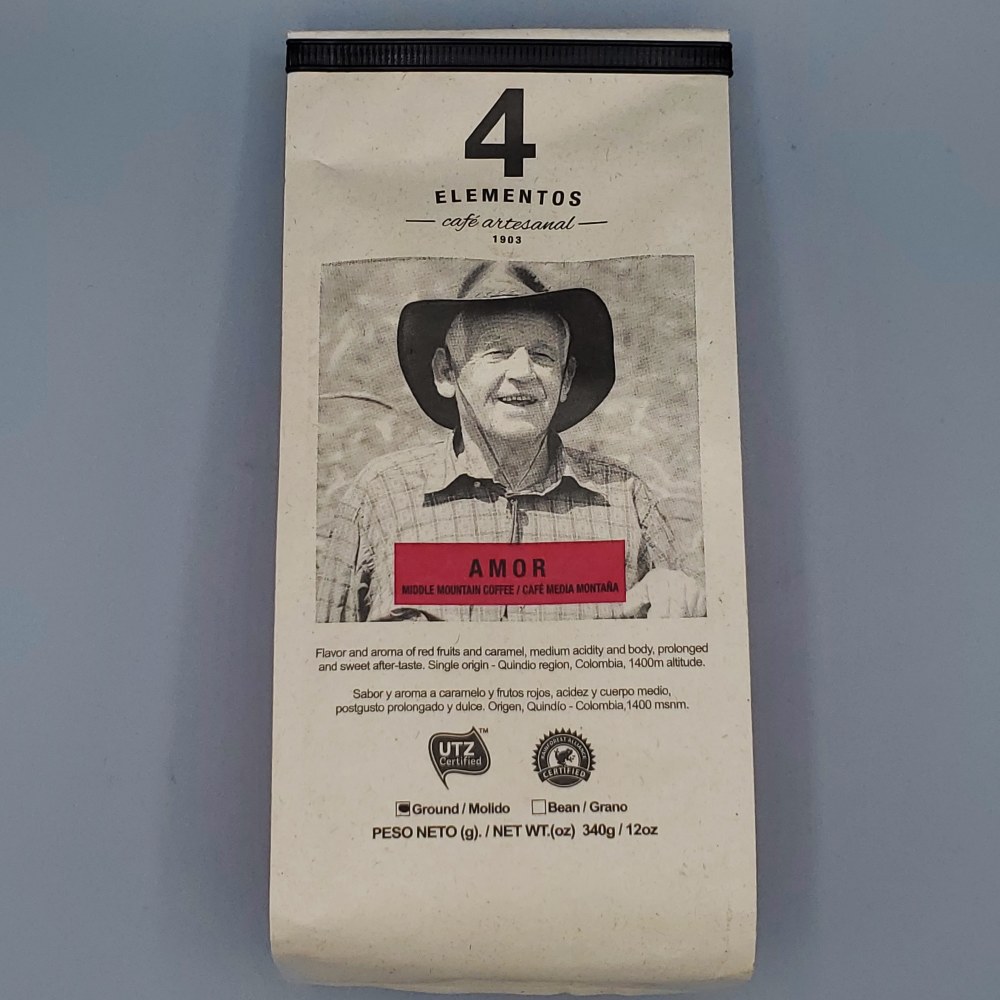 4
ELEMENTOS
café artesanal
1903
AMOR
MIDDLE MOUNTAIN COFFEE / CAFÉ MEDIA MONTAÑA
Flavor and aroma of red fruits and caramel, medium acidity and body, prolonged
and sweet after-taste. Single origin - Quindio region, Colombia, 1400m altitude.
Sabor y aroma a caramelo y frutos rojos, acidez y cuerpo medio,
postgusto prolongado y dulce. Origen, Quindío - Colombia,1400 msnm.
UTZ TM
Certified
RAINFOREST ALLIANCE
CERTIFIED
Ground / Molido Bean / Grano
PESO NETO (g). / NET WT.(oz) 340g / 12oz